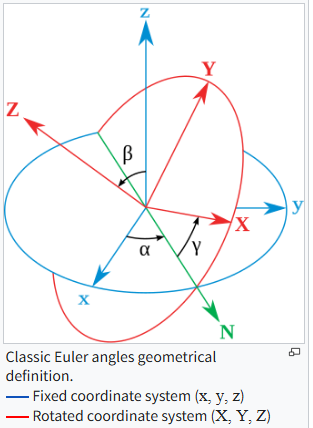 z
Y
Z
β
y
X
α
γ
x
N
Classic Euler angles geometrical
definition.
Fixed coordinate system (x, y, z)
Rotated coordinate system (X, Y, Z)